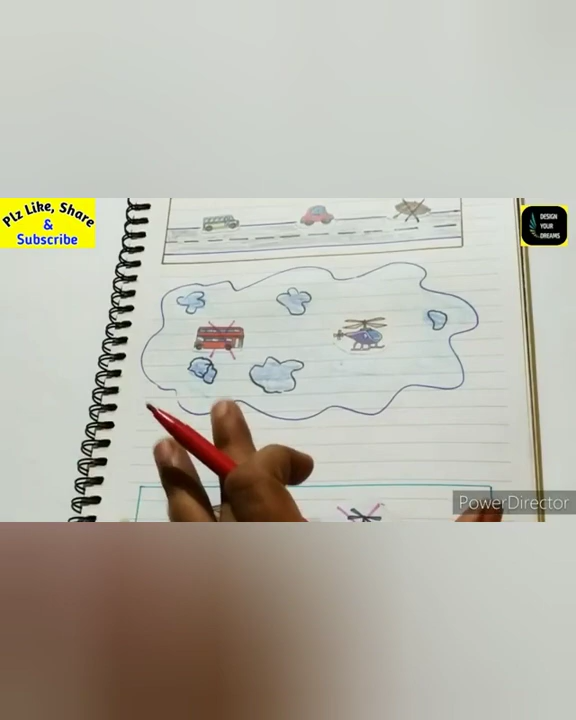 Plz Like, Share
&
Subscribe
DESIGN
YOUR
DREAMS
PowerDirector